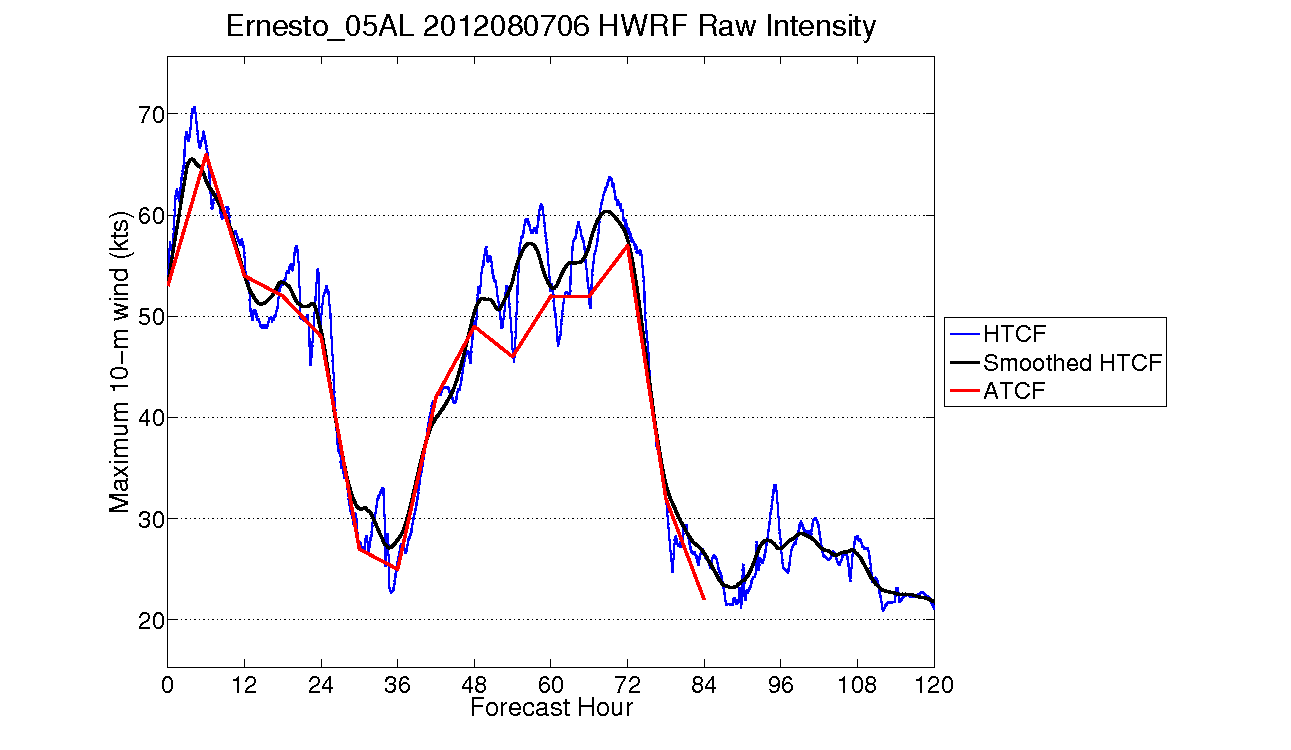 Ernesto_05AL 2012080706 HWRF Raw Intensity
Maximum 10-m wind (kts)
70
60
50
40
30
20
0 12 24 36 48 60 72 84 96 108 120
Forecast Hour
HTCF
Smoothed HTCF
ATCF